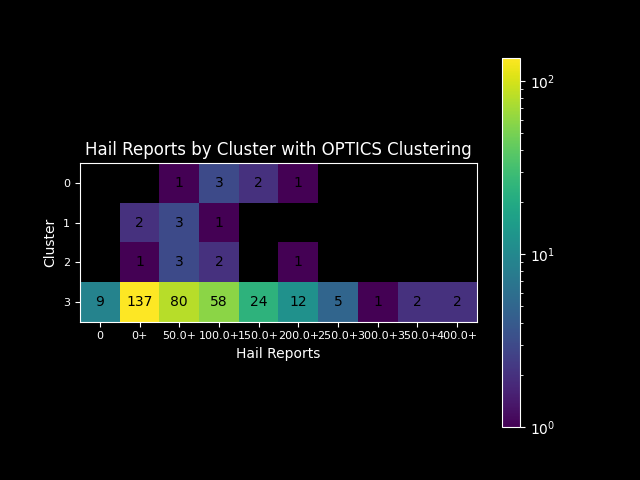 Hail Reports by Cluster with OPTICS Clustering
Cluster
0 1 3 2 1
1 2 3 1
2 1 3 2 1
3 9 137 80 58 24 12 5 1 2 2
0 0+ 50.0+ 100.0+ 150.0+ 200.0+ 250.0+ 300.0+ 350.0+ 400.0+
Hail Reports
10²
10¹
10⁰